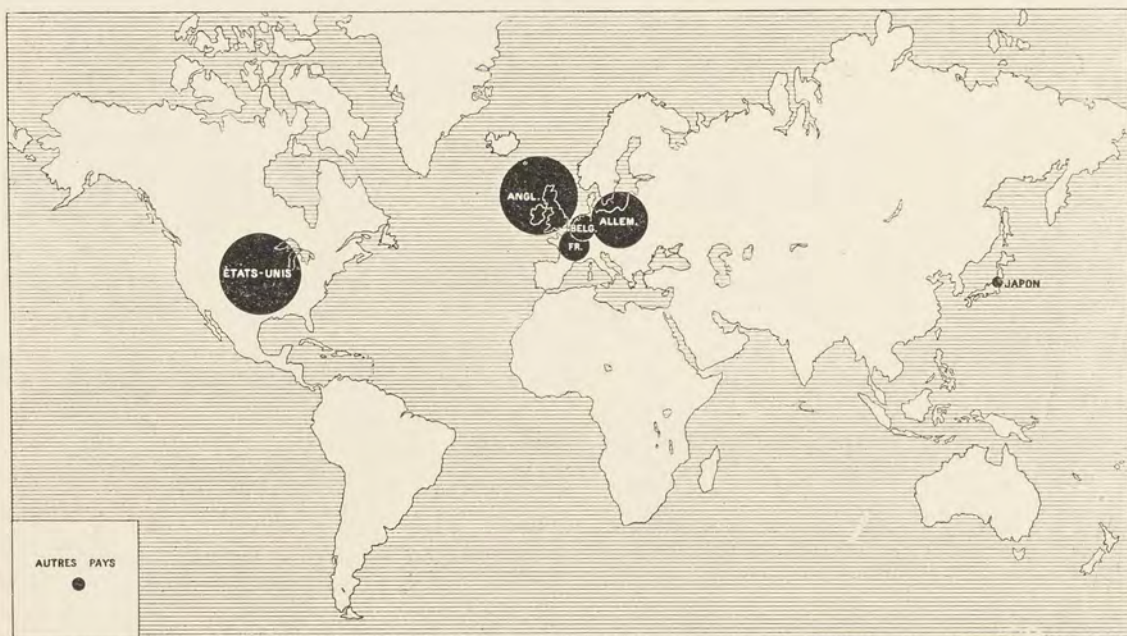 ANGL.
ALLEM.
BELG.
FR.
ÉTATS-UNIS
JAPON
AUTRES PAYS